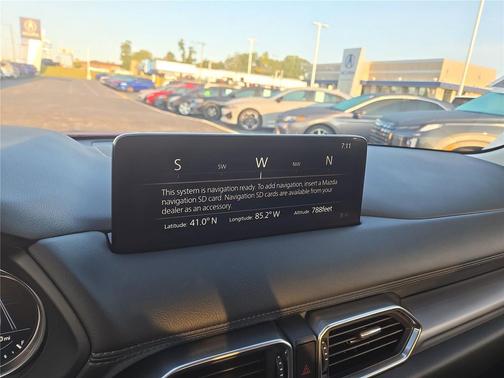 7:11
S SW W NW N
This system is navigation ready. To add navigation, insert a Mazda
navigation SD card. Navigation SD cards are available from your
dealer as an accessory.
Latitude: 41.0° N Longitude: 85.2° W Altitude: 788feet